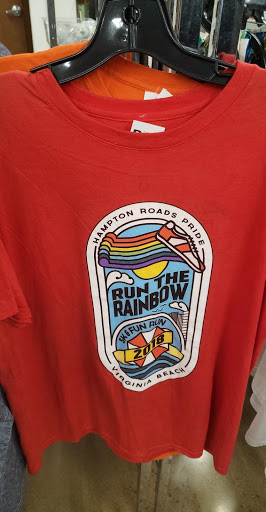 HAMPTON ROADS PRIDE
RUN THE
RAINBOW
5K & FUN RUN
2018
VIRGINIA BEACH